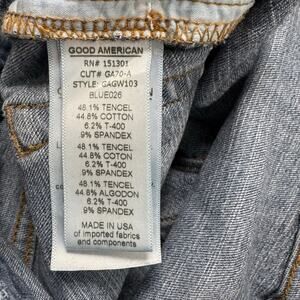 GOOD AMERICAN
RN# 151301
CUT# GA70-A
STYLE: GAGW103
BLUE026
48.1% TENCEL
44.8% COTTON
6.2% T-400
.9% SPANDEX
48.1% TENCEL
44.8% COTON
6.2% T-400
.9% SPANDEX
48.1% TENCEL
44.8% ALGODON
6.2% T-400
.9% SPANDEX
MADE IN USA
of imported fabrics
and components